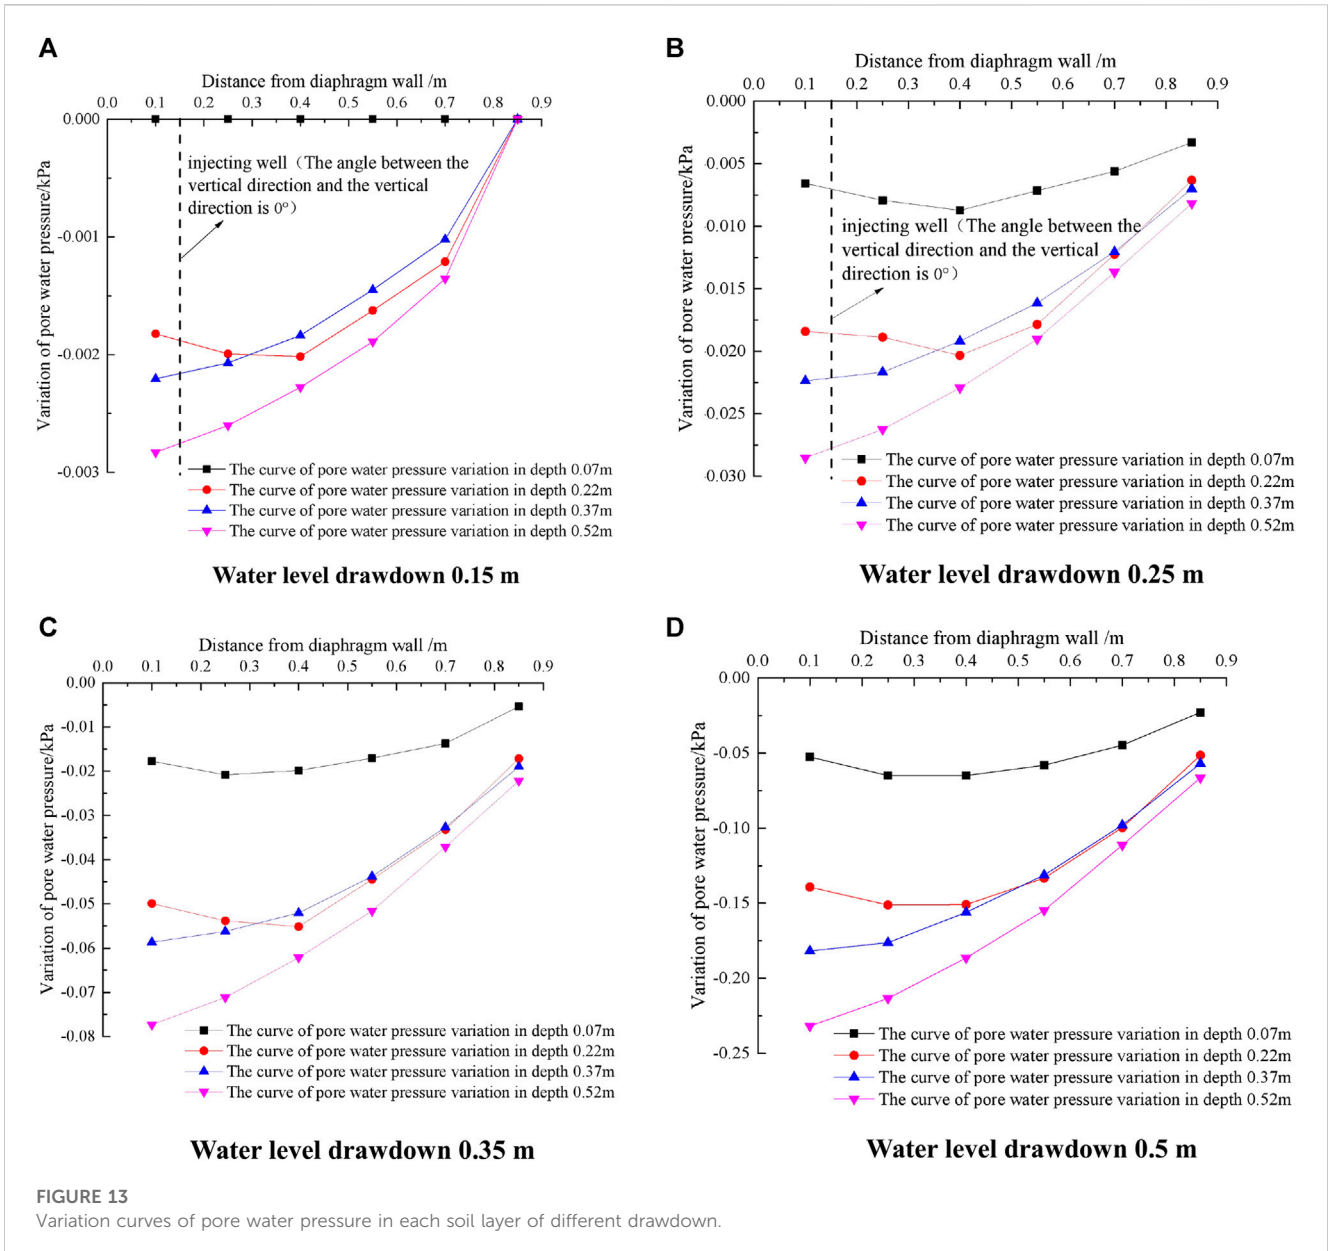 A
Distance from diaphragm wall /m
0.0 0.1 0.2 0.3 0.4 0.5 0.6 0.7 0.8 0.9
0.000
-0.001
-0.002
-0.003
Variation of pore water pressure/kPa
injecting well（The angle between the
vertical direction and the vertical
direction is 0°）
The curve of pore water pressure variation in depth 0.07m
The curve of pore water pressure variation in depth 0.22m
The curve of pore water pressure variation in depth 0.37m
The curve of pore water pressure variation in depth 0.52m
Water level drawdown 0.15 m
B
Distance from diaphragm wall /m
0.0 0.1 0.2 0.3 0.4 0.5 0.6 0.7 0.8 0.9
0.000
-0.005
-0.010
-0.015
-0.020
-0.025
-0.030
Variation of pore water pressure/kPa
injecting well（The angle between the
vertical direction and the vertical
direction is 0°）
The curve of pore water pressure variation in depth 0.07m
The curve of pore water pressure variation in depth 0.22m
The curve of pore water pressure variation in depth 0.37m
The curve of pore water pressure variation in depth 0.52m
Water level drawdown 0.25 m
C
Distance from diaphragm wall /m
0.0 0.1 0.2 0.3 0.4 0.5 0.6 0.7 0.8 0.9
0.00
-0.01
-0.02
-0.03
-0.04
-0.05
-0.06
-0.07
-0.08
Variation of pore water pressure/kPa
The curve of pore water pressure variation in depth 0.07m
The curve of pore water pressure variation in depth 0.22m
The curve of pore water pressure variation in depth 0.37m
The curve of pore water pressure variation in depth 0.52m
Water level drawdown 0.35 m
D
Distance from diaphragm wall /m
0.0 0.1 0.2 0.3 0.4 0.5 0.6 0.7 0.8 0.9
0.00
-0.05
-0.10
-0.15
-0.20
-0.25
Variation of pore water pressure/kPa
The curve of pore water pressure variation in depth 0.07m
The curve of pore water pressure variation in depth 0.22m
The curve of pore water pressure variation in depth 0.37m
The curve of pore water pressure variation in depth 0.52m
Water level drawdown 0.5 m
FIGURE 13
Variation curves of pore water pressure in each soil layer of different drawdown.